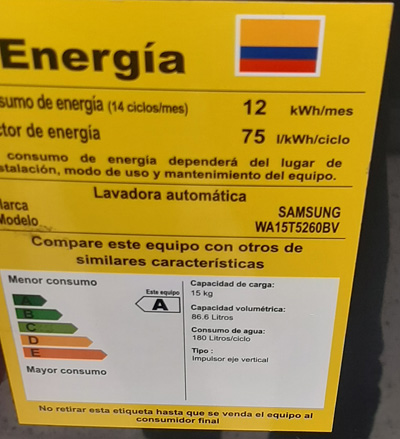 Energía
sumo de energía (14 ciclos/mes) 12 kWh/mes
ctor de energía 75 l/kWh/ciclo
consumo de energía dependerá del lugar de
stalación, modo de uso y mantenimiento del equipo.
Lavadora automática
larca SAMSUNG
Modelo WA15T5260BV
Compare este equipo con otros de
similares características
Menor consumo
A
B
C
D
E
Mayor consumo
Este equipo
A
Capacidad de carga:
15 kg
Capacidad volumétrica:
86.6 Litros
Consumo de agua:
180 Litros/ciclo
Tipo :
Impulsor eje vertical
No retirar esta etiqueta hasta que se venda el equipo al
consumidor final